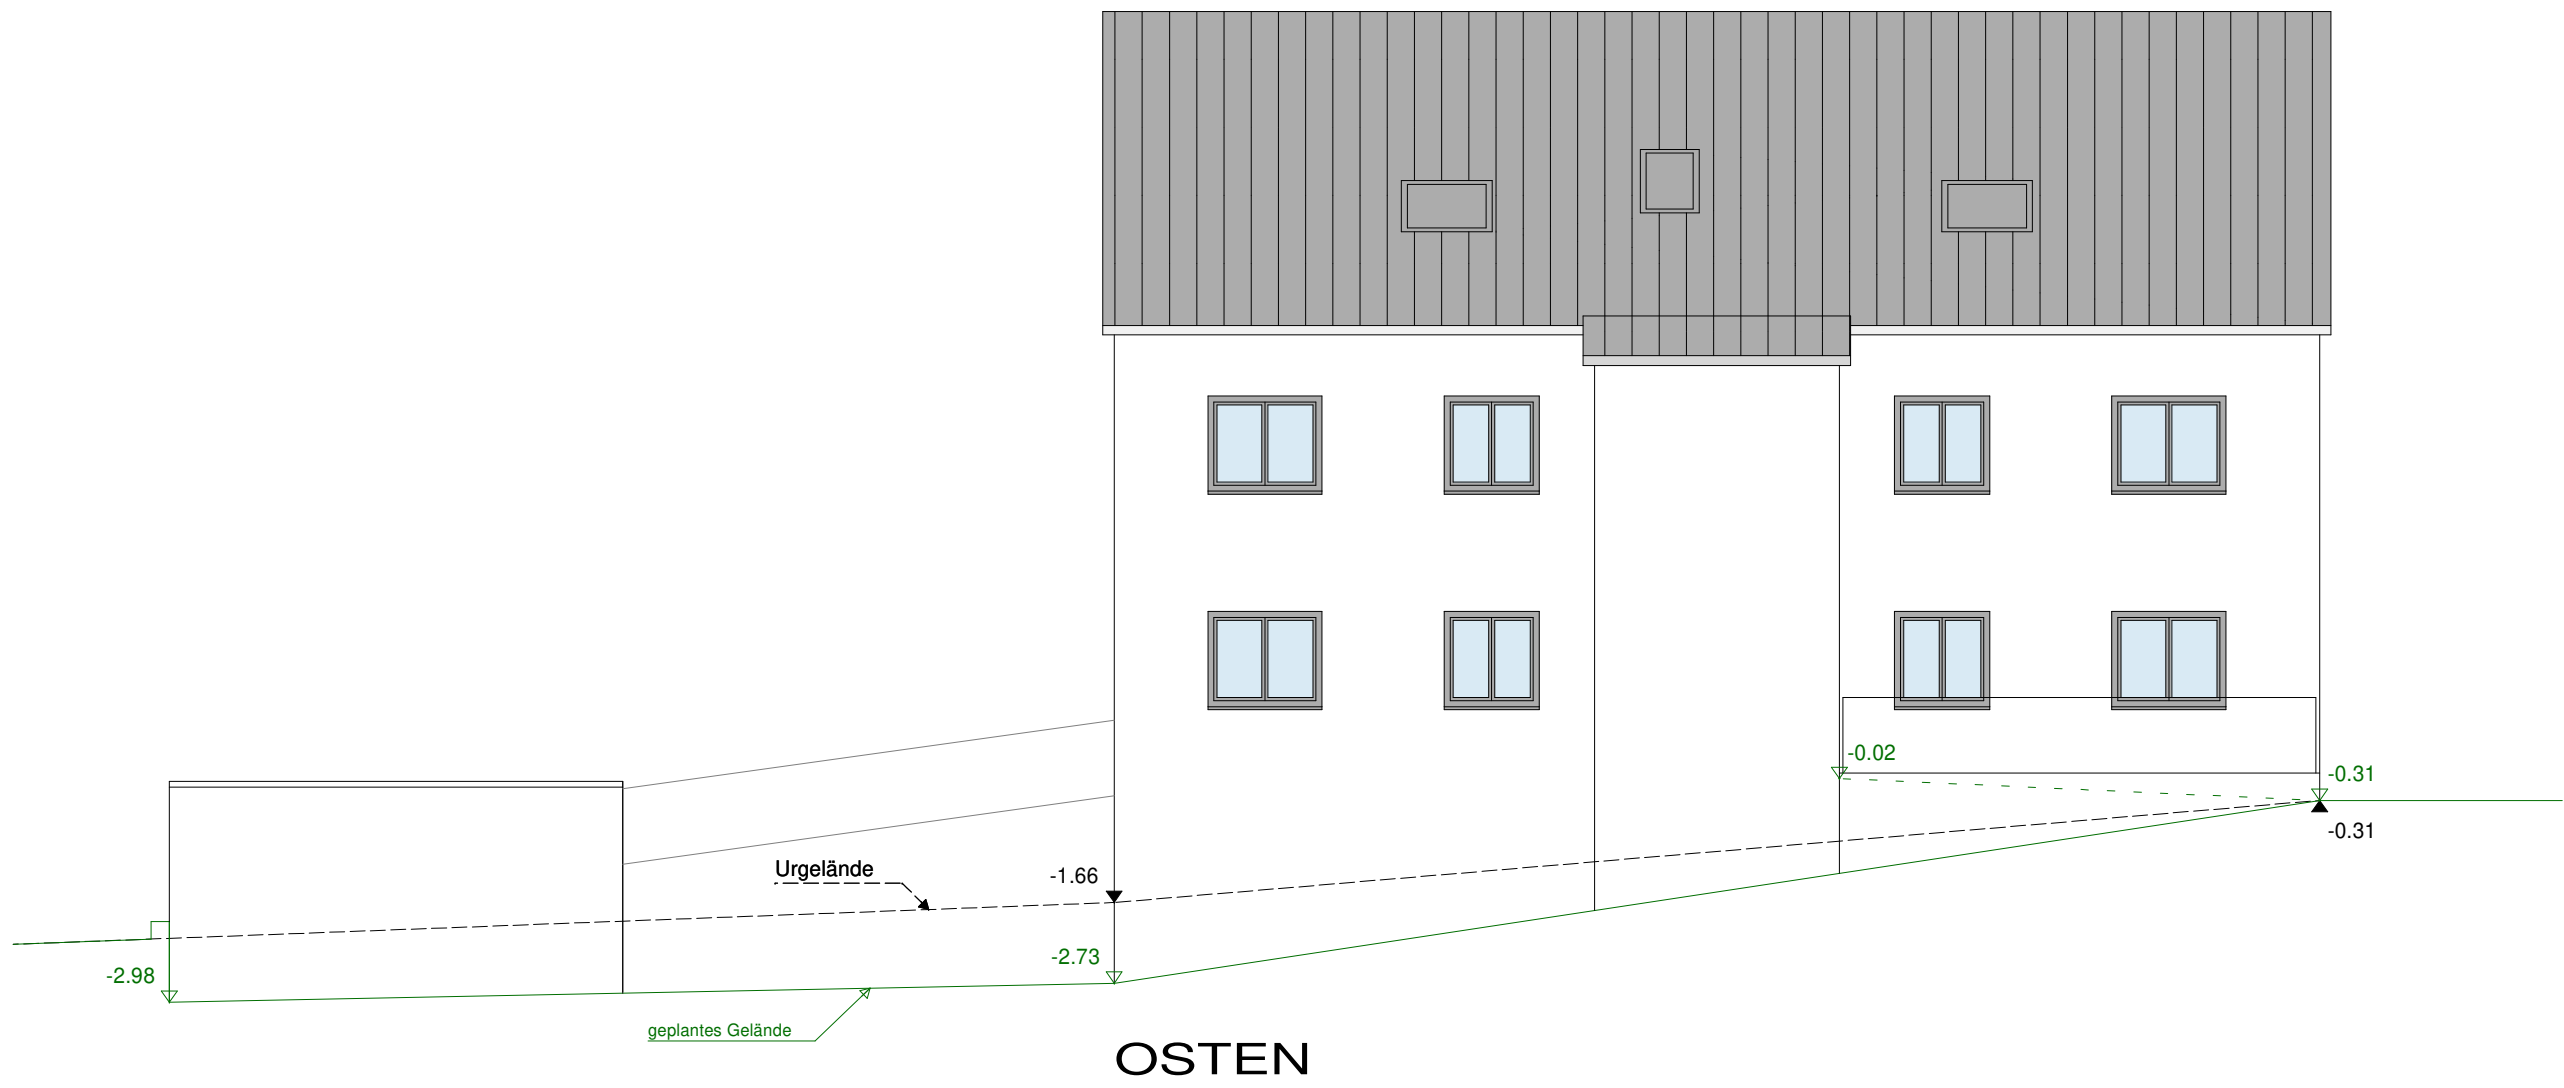 -0.02
-0.31
-0.31
Urgelände
-1.66
-2.73
-2.98
geplantes Gelände
OSTEN